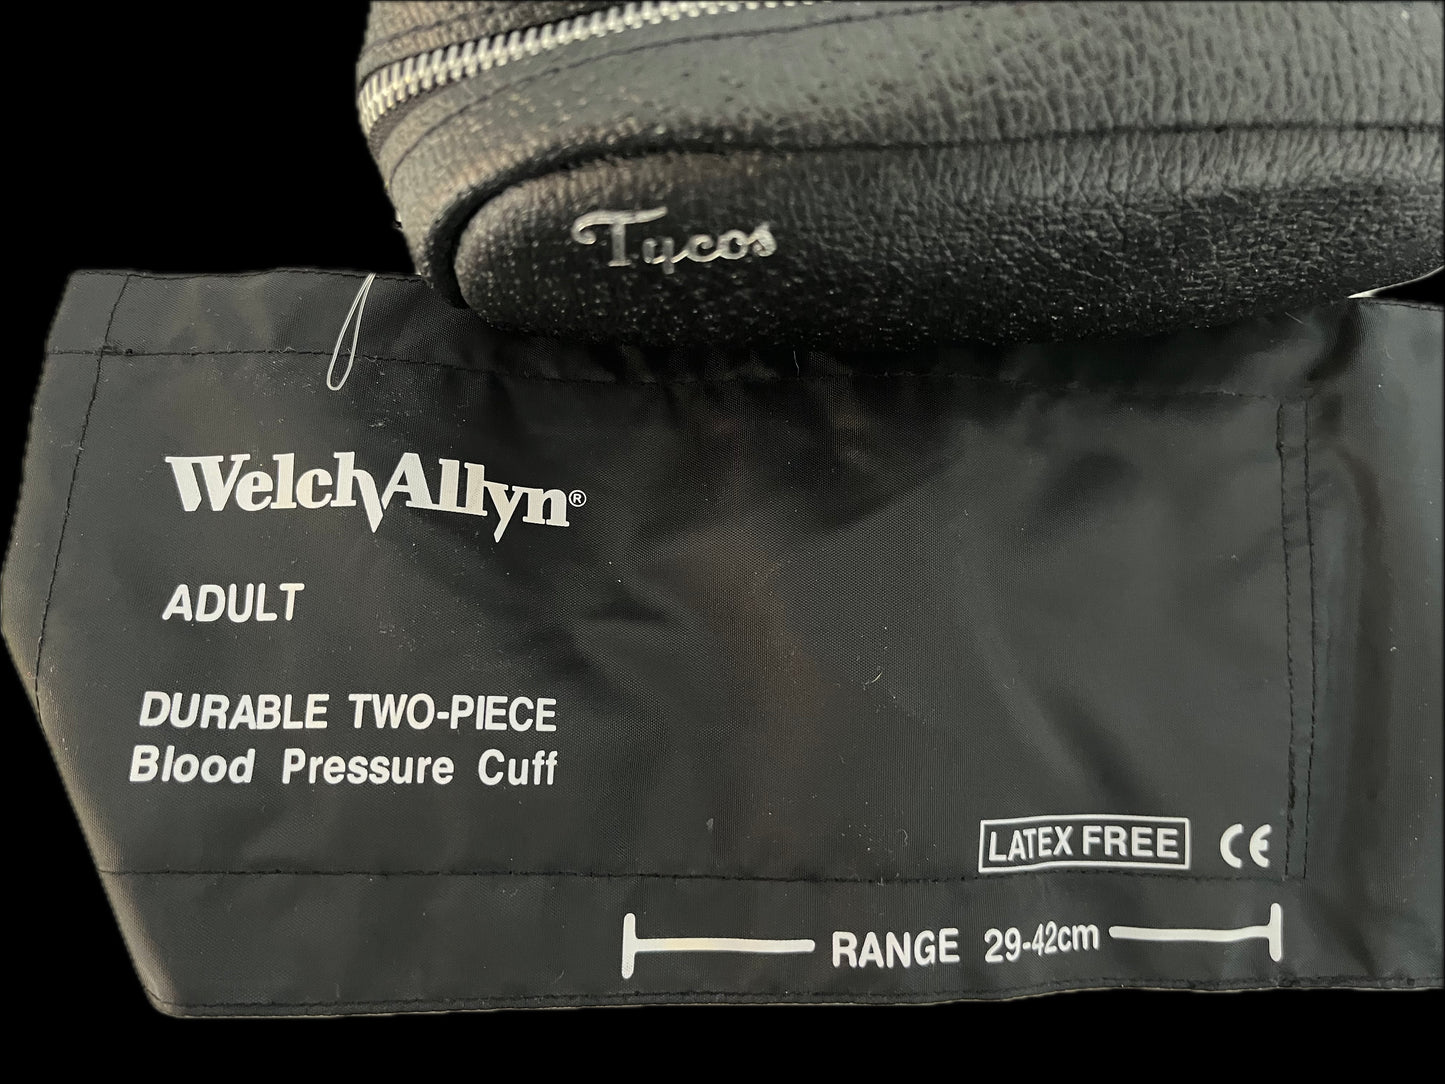 Tycos
WelchAllyn®
ADULT
DURABLE TWO-PIECE
Blood Pressure Cuff
LATEX FREE CE
RANGE 29-42cm